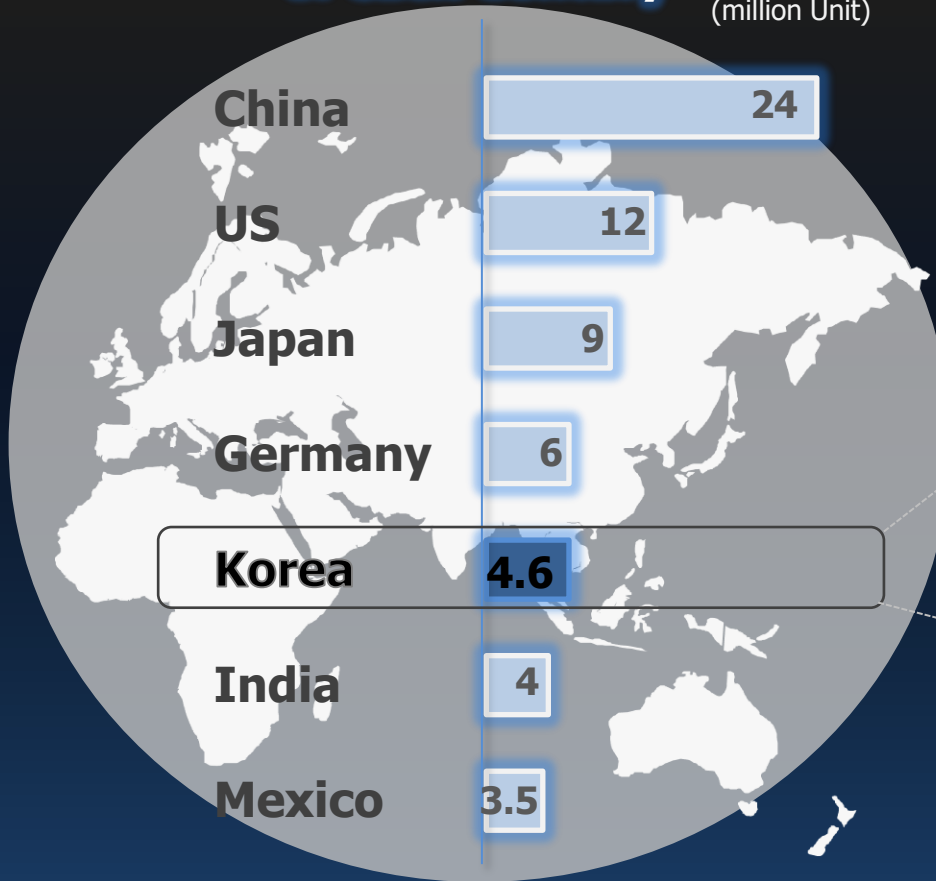 (million Unit)
China 24
US 12
Japan 9
Germany 6
Korea 4.6
India 4
Mexico 3.5